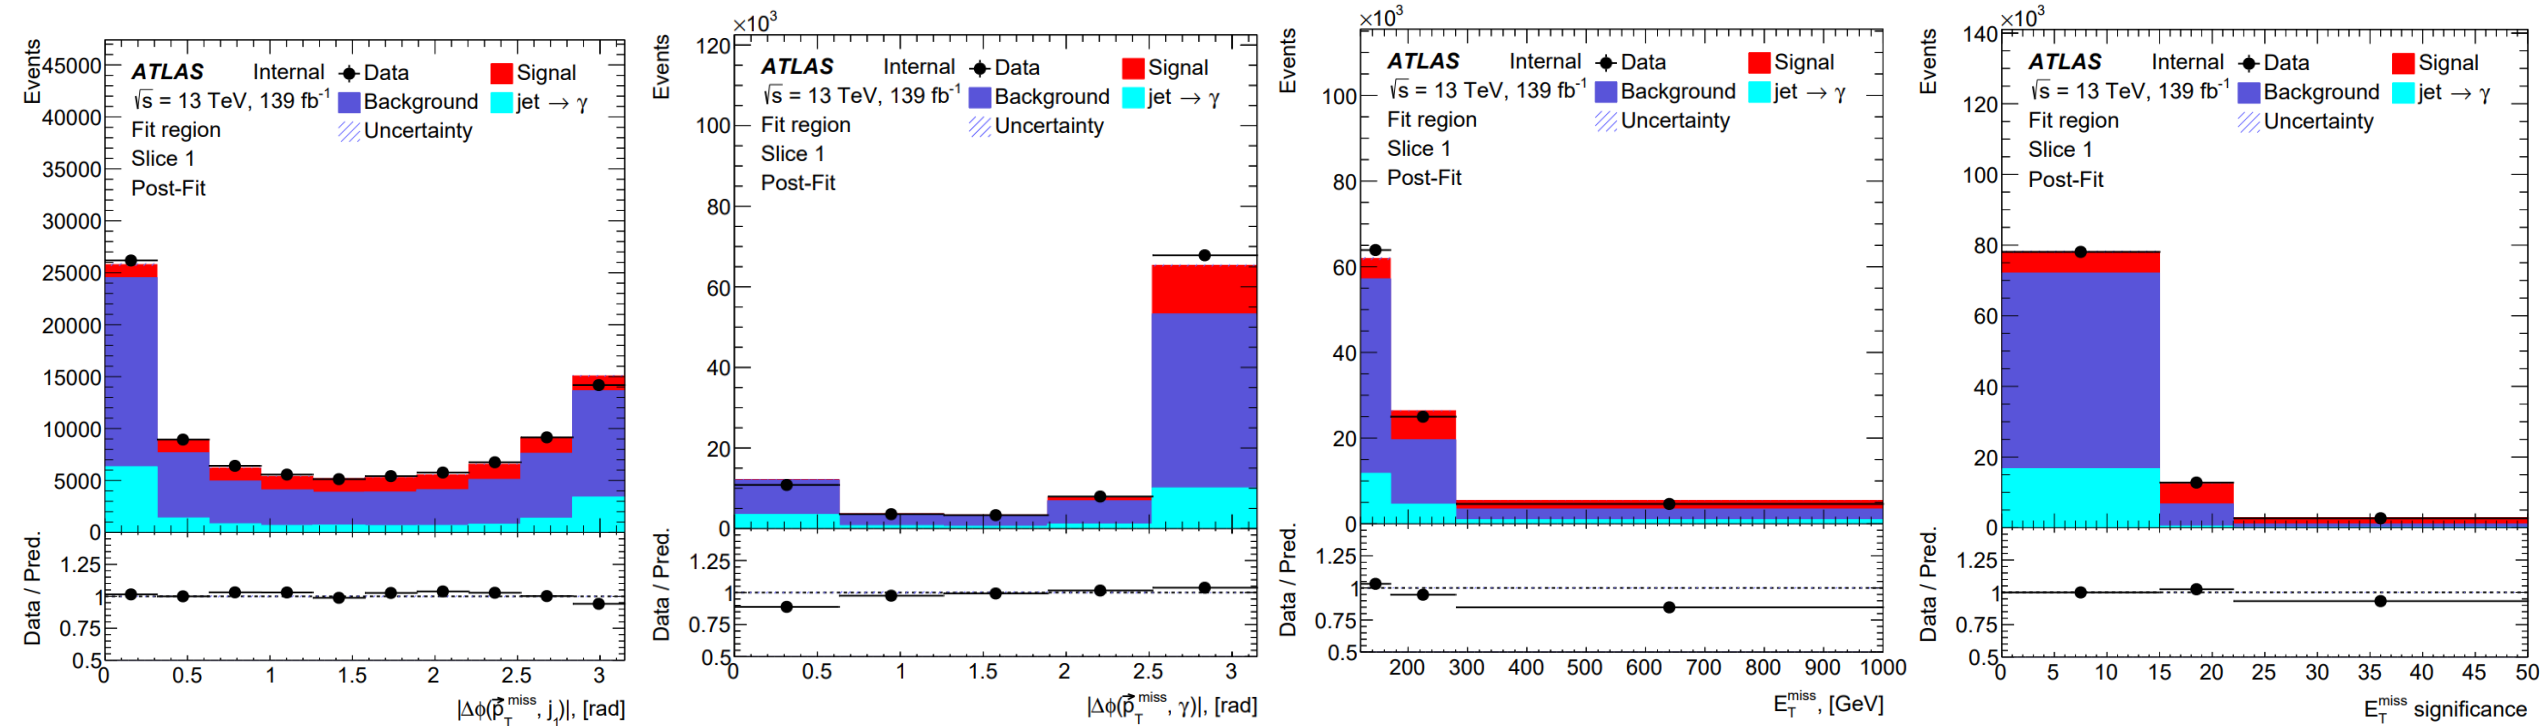 Events
45000
40000
35000
30000
25000
20000
15000
10000
5000
0
ATLAS Internal
√s = 13 TeV, 139 fb⁻¹
Fit region
Slice 1
Post-Fit
Data
Signal
Background
jet → γ
Uncertainty
Data / Pred.
1.25
1
0.75
0.5
0 0.5 1 1.5 2 2.5 3
|Δϕ(p⃗_T^miss, j₁)|, [rad]
×10³
Events
120
100
80
60
40
20
0
ATLAS Internal
√s = 13 TeV, 139 fb⁻¹
Fit region
Slice 1
Post-Fit
Data
Signal
Background
jet → γ
Uncertainty
Data / Pred.
1.25
1
0.75
0.5
0 0.5 1 1.5 2 2.5 3
|Δϕ(p⃗_T^miss, γ)|, [rad]
×10³
Events
100
80
60
40
20
0
ATLAS Internal
√s = 13 TeV, 139 fb⁻¹
Fit region
Slice 1
Post-Fit
Data
Signal
Background
jet → γ
Uncertainty
Data / Pred.
1.25
1
0.75
0.5
200 300 400 500 600 700 800 900 1000
E_T^miss, [GeV]
×10³
Events
140
120
100
80
60
40
20
0
ATLAS Internal
√s = 13 TeV, 139 fb⁻¹
Fit region
Slice 1
Post-Fit
Data
Signal
Background
jet → γ
Uncertainty
Data / Pred.
1.25
1
0.75
0.5
0 5 10 15 20 25 30 35 40 45 50
E_T^miss significance